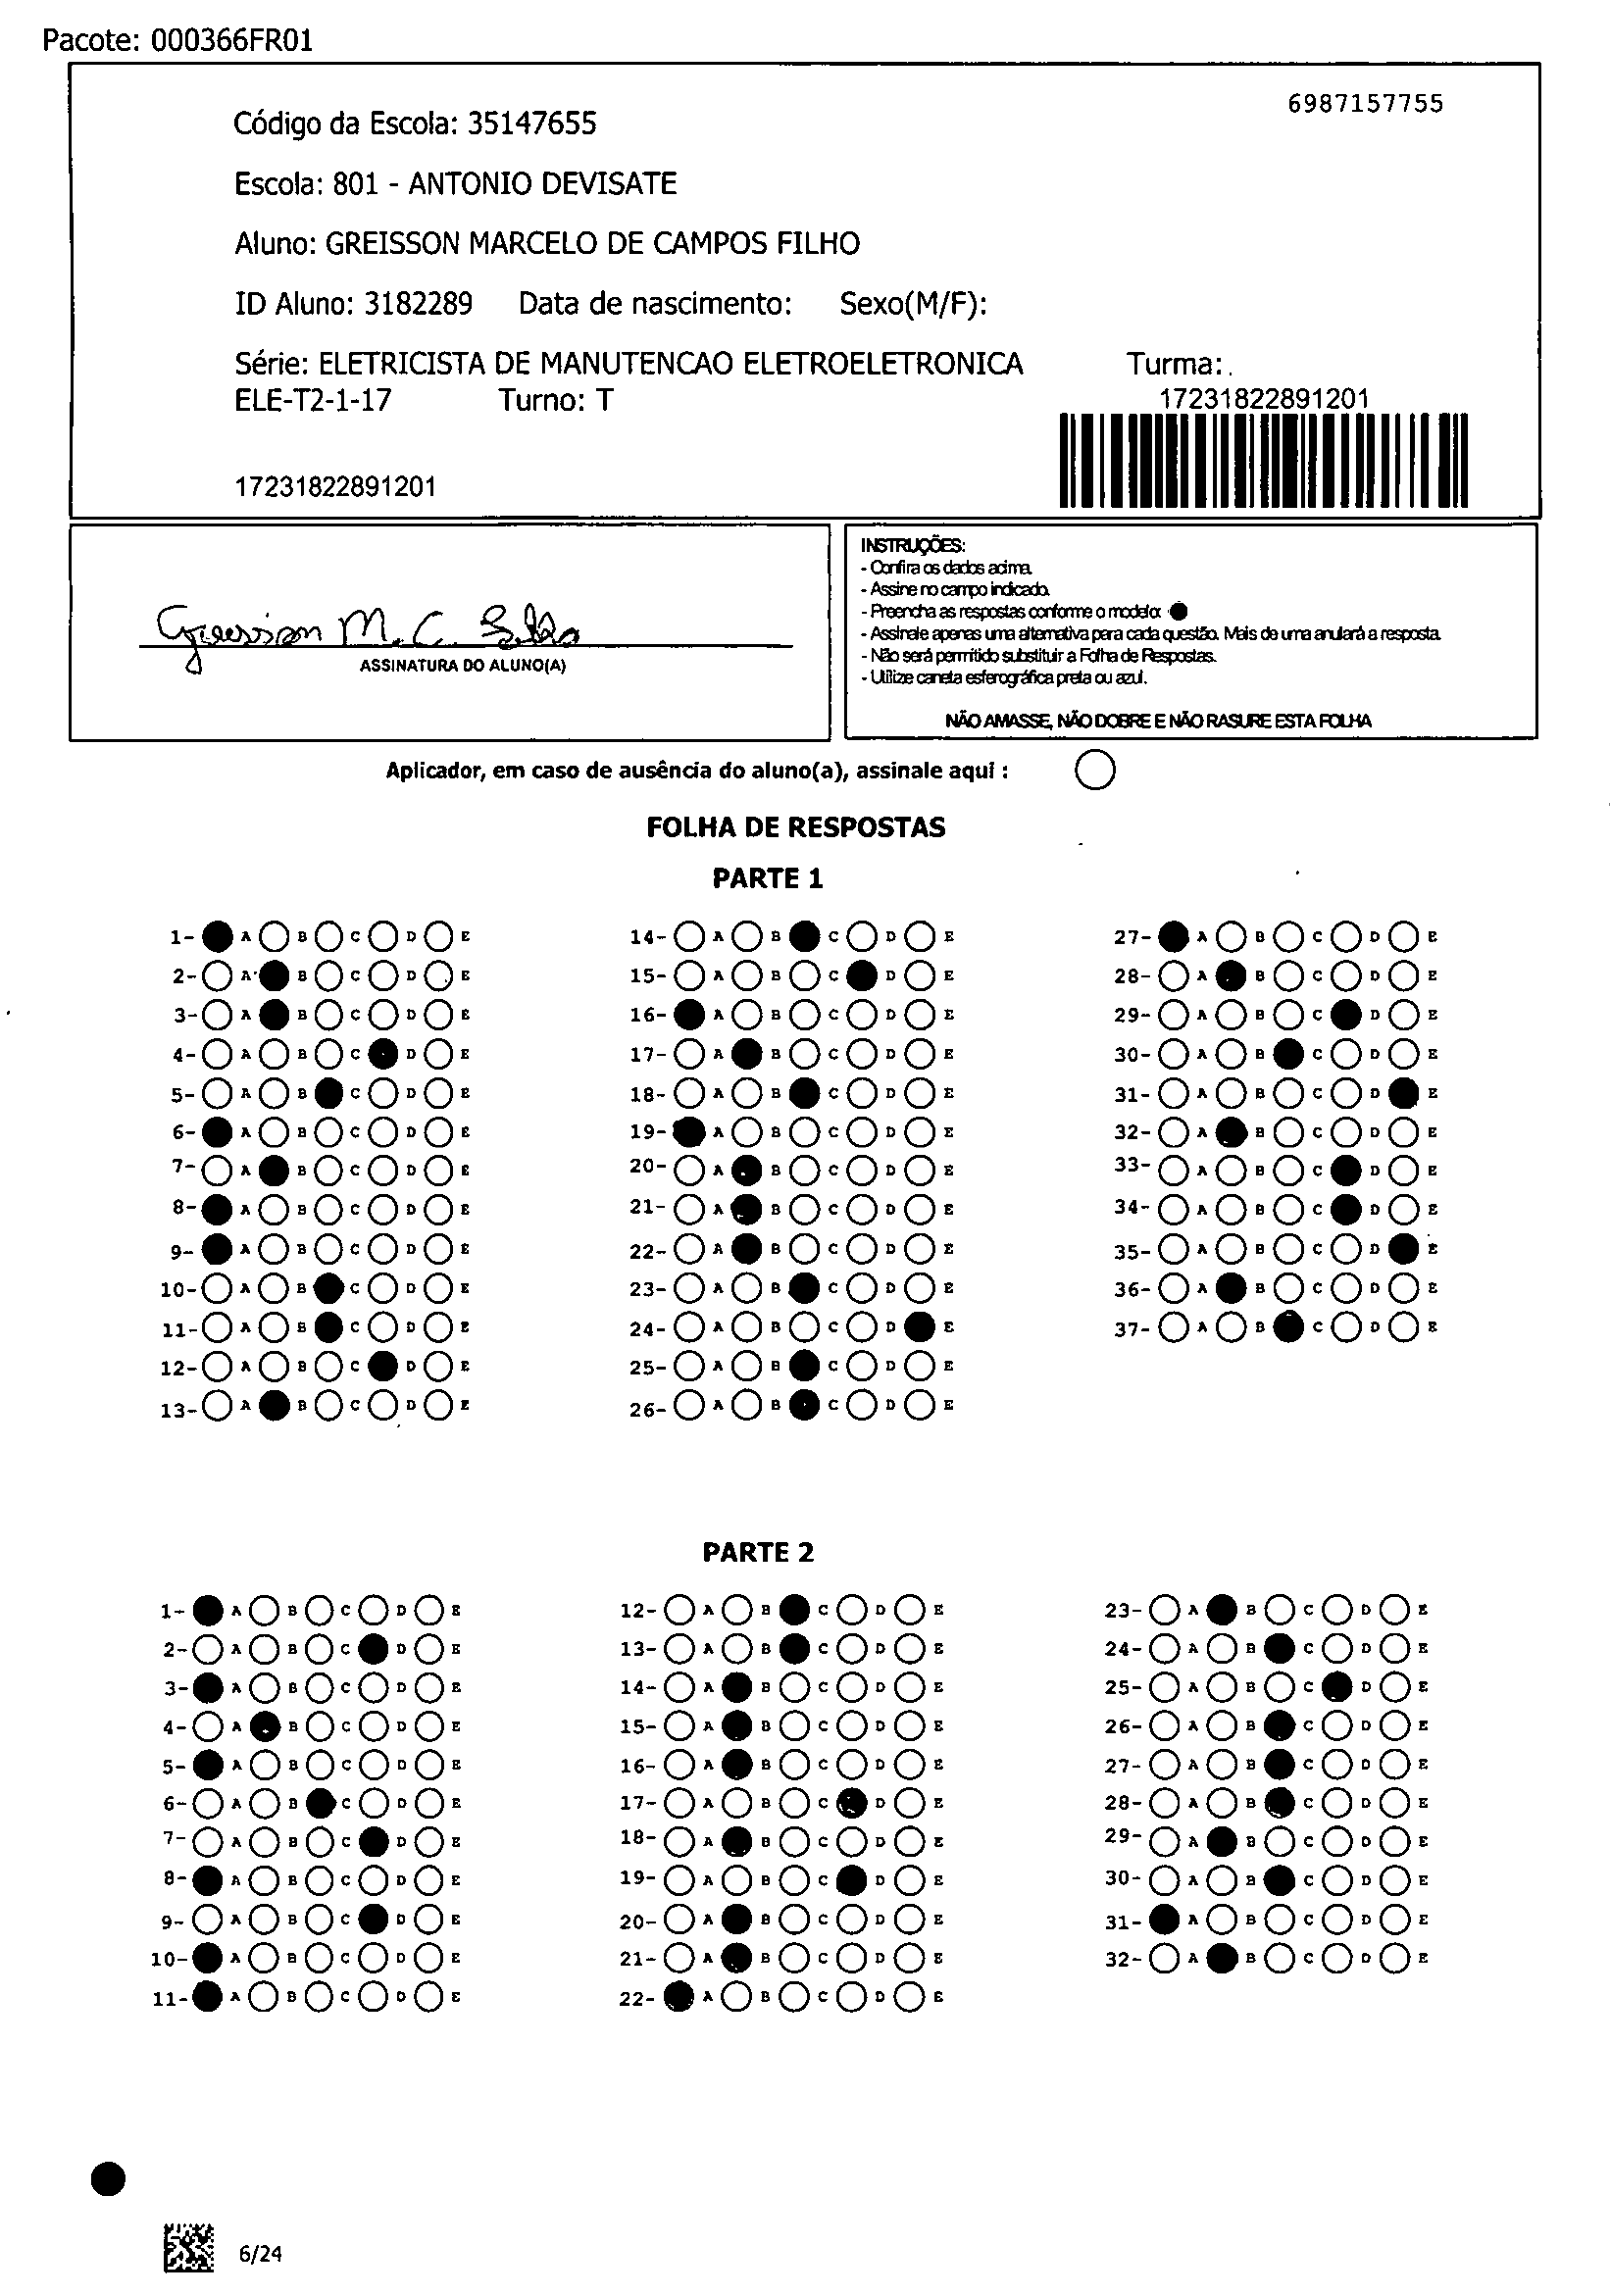 Pacote: 000366FR01
6987157755
Código da Escola: 35147655
Escola: 801 - ANTONIO DEVISATE
Aluno: GREISSON MARCELO DE CAMPOS FILHO
ID Aluno: 3182289 Data de nascimento: Sexo(M/F):
Série: ELETRICISTA DE MANUTENCAO ELETROELETRONICA Turma:.
ELE-T2-1-17 Turno: T
17231822891201
17231822891201
Greisson M. C. Filho
ASSINATURA DO ALUNO(A)
INSTRUÇÕES:
- Confira os dados acima.
- Assine no campo indicado.
- Preencha as respostas conforme o modelo:
- Assinale apenas uma alternativa para cada questão. Mais de uma anulará a resposta.
- Não será permitido substituir a Folha de Respostas.
- Utilize caneta esferográfica preta ou azul.
NÃO AMASSE, NÃO DOBRE E NÃO RASURE ESTA FOLHA
Aplicador, em caso de ausência do aluno(a), assinale aqui :
FOLHA DE RESPOSTAS
PARTE 1
1- A B C D E 14- A B C D E 27- A B C D E
2- A B C D E 15- A B C D E 28- A B C D E
3- A B C D E 16- A B C D E 29- A B C D E
4- A B C D E 17- A B C D E 30- A B C D E
5- A B C D E 18- A B C D E 31- A B C D E
6- A B C D E 19- A B C D E 32- A B C D E
7- A B C D E 20- A B C D E 33- A B C D E
8- A B C D E 21- A B C D E 34- A B C D E
9- A B C D E 22- A B C D E 35- A B C D E
10- A B C D E 23- A B C D E 36- A B C D E
11- A B C D E 24- A B C D E 37- A B C D E
12- A B C D E 25- A B C D E
13- A B C D E 26- A B C D E
PARTE 2
1- A B C D E 12- A B C D E 23- A B C D E
2- A B C D E 13- A B C D E 24- A B C D E
3- A B C D E 14- A B C D E 25- A B C D E
4- A B C D E 15- A B C D E 26- A B C D E
5- A B C D E 16- A B C D E 27- A B C D E
6- A B C D E 17- A B C D E 28- A B C D E
7- A B C D E 18- A B C D E 29- A B C D E
8- A B C D E 19- A B C D E 30- A B C D E
9- A B C D E 20- A B C D E 31- A B C D E
10- A B C D E 21- A B C D E 32- A B C D E
11- A B C D E 22- A B C D E
6/24